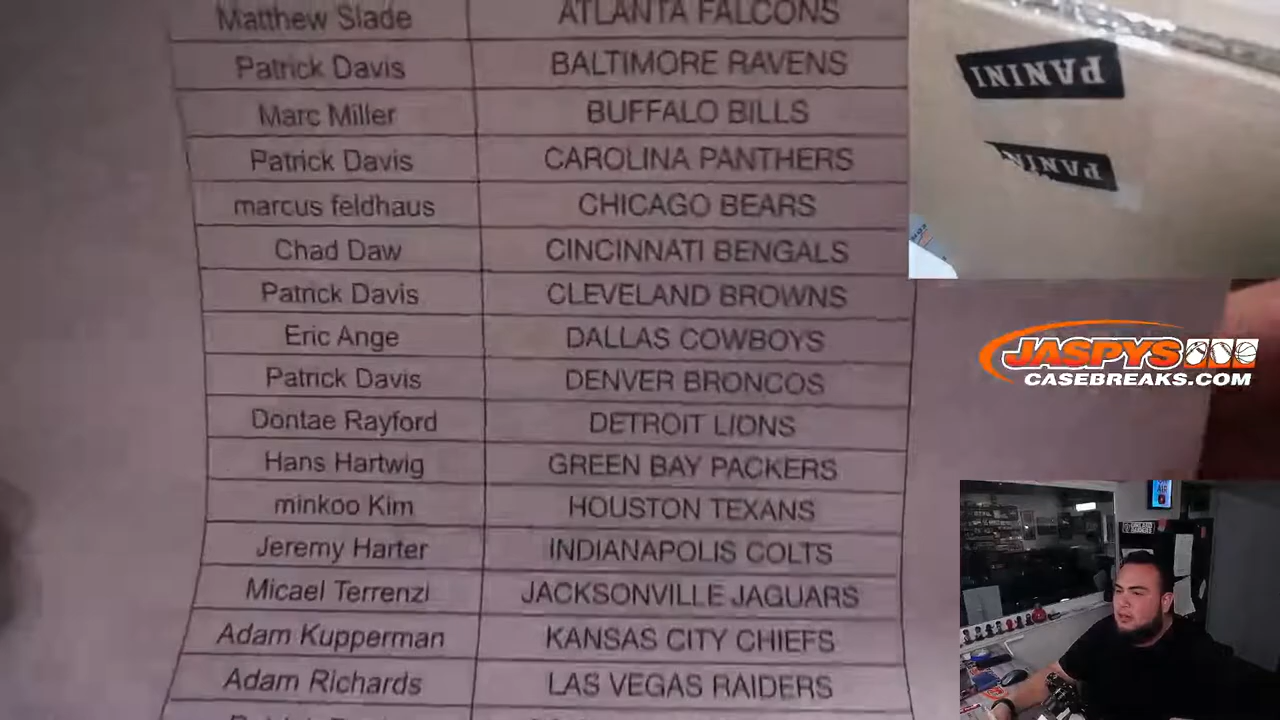 Matthew Slade ATLANTA FALCONS
Patrick Davis BALTIMORE RAVENS
Marc Miller BUFFALO BILLS
Patrick Davis CAROLINA PANTHERS
marcus feldhaus CHICAGO BEARS
Chad Daw CINCINNATI BENGALS
Patrick Davis CLEVELAND BROWNS
Eric Ange DALLAS COWBOYS
Patrick Davis DENVER BRONCOS
Dontae Rayford DETROIT LIONS
Hans Hartwig GREEN BAY PACKERS
minkoo Kim HOUSTON TEXANS
Jeremy Harter INDIANAPOLIS COLTS
Micael Terrenzi JACKSONVILLE JAGUARS
Adam Kupperman KANSAS CITY CHIEFS
Adam Richards LAS VEGAS RAIDERS
PANINI
PANINI
JASPYS
CASEBREAKS.COM